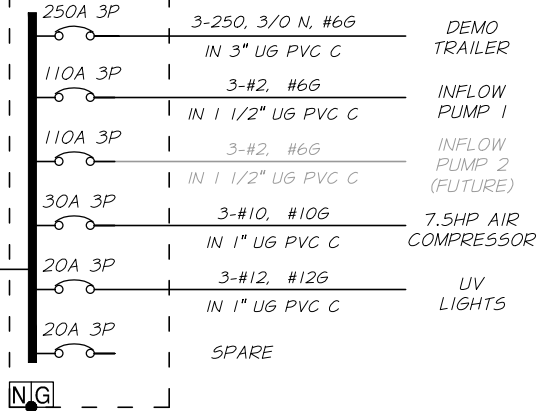 250A 3P
3-250, 3/0 N, #6G
IN 3" UG PVC C
DEMO
TRAILER
110A 3P
3-#2, #6G
IN 1 1/2" UG PVC C
INFLOW
PUMP 1
110A 3P
3-#2, #6G
IN 1 1/2" UG PVC C
INFLOW
PUMP 2
(FUTURE)
30A 3P
3-#10, #10G
IN 1" UG PVC C
7.5HP AIR
COMPRESSOR
20A 3P
3-#12, #12G
IN 1" UG PVC C
UV
LIGHTS
20A 3P
SPARE
N G